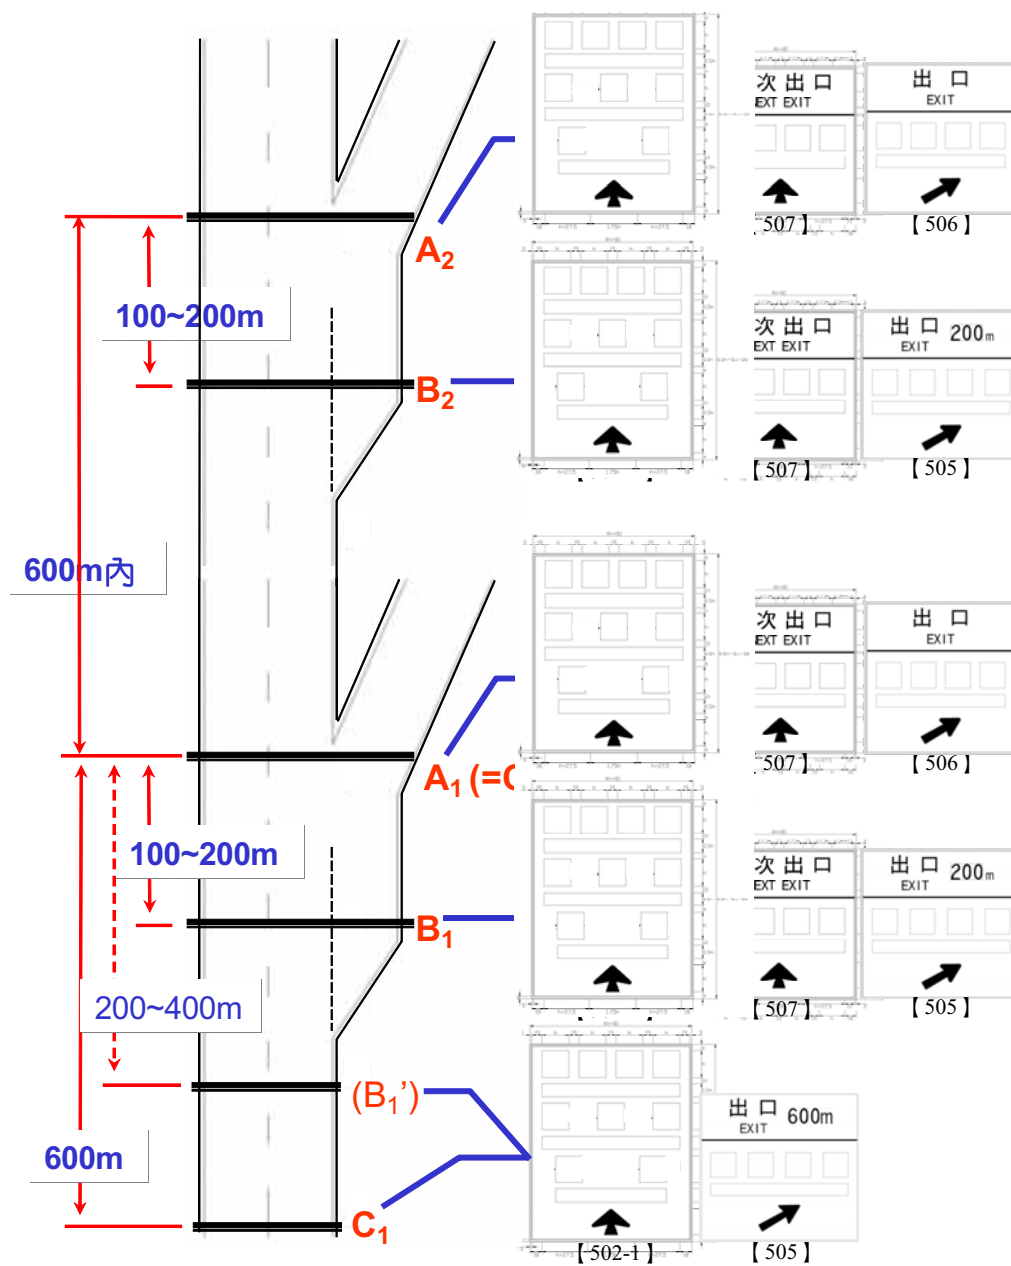 次 出 口
NEXT EXIT
出 口
EXIT
【 507 】
【 506 】
A2
100~200m
B2
次 出 口
NEXT EXIT
出 口 200m
EXIT
【 507 】
【 505 】
600m內
次 出 口
NEXT EXIT
出 口
EXIT
【 507 】
【 506 】
A1 (=C
100~200m
B1
次 出 口
EXT EXIT
出 口 200m
EXIT
【 507 】
【 505 】
200~400m
(B1')
出 口 600m
EXIT
600m
C1
【 502-1 】
【 505 】